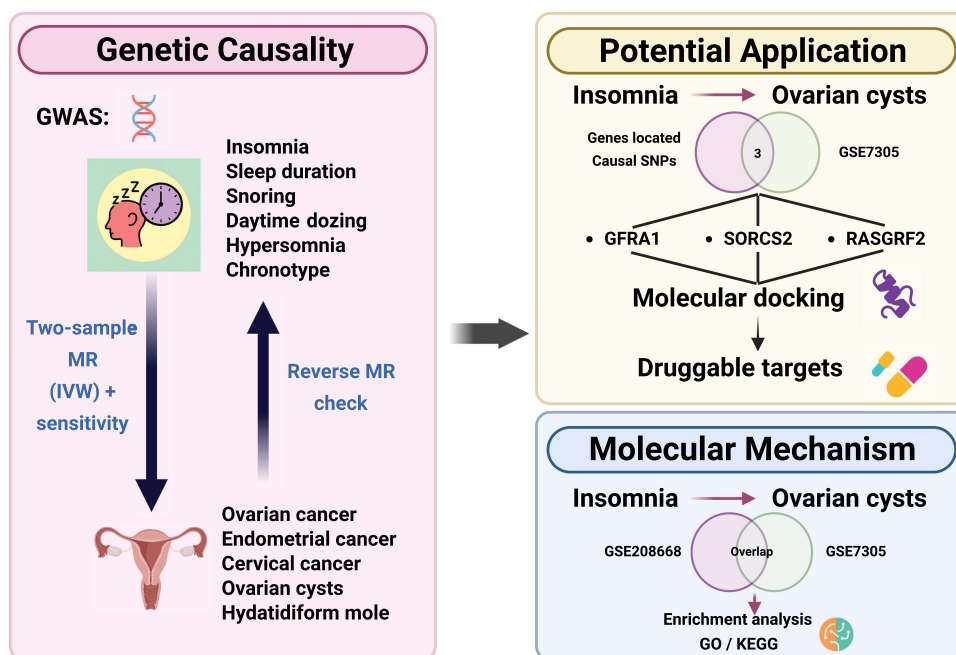 Genetic Causality
GWAS:
zzZZ
Insomnia
Sleep duration
Snoring
Daytime dozing
Hypersomnia
Chronotype
Two-sample
MR
(IVW) +
sensitivity
Reverse MR
check
Ovarian cancer
Endometrial cancer
Cervical cancer
Ovarian cysts
Hydatidiform mole
Potential Application
Insomnia
Ovarian cysts
Genes located
Causal SNPs
3
GSE7305
• GFRA1
• SORCS2
• RASGRF2
Molecular docking
Druggable targets
Molecular Mechanism
Insomnia
Ovarian cysts
GSE208668
Overlap
GSE7305
Enrichment analysis
GO / KEGG